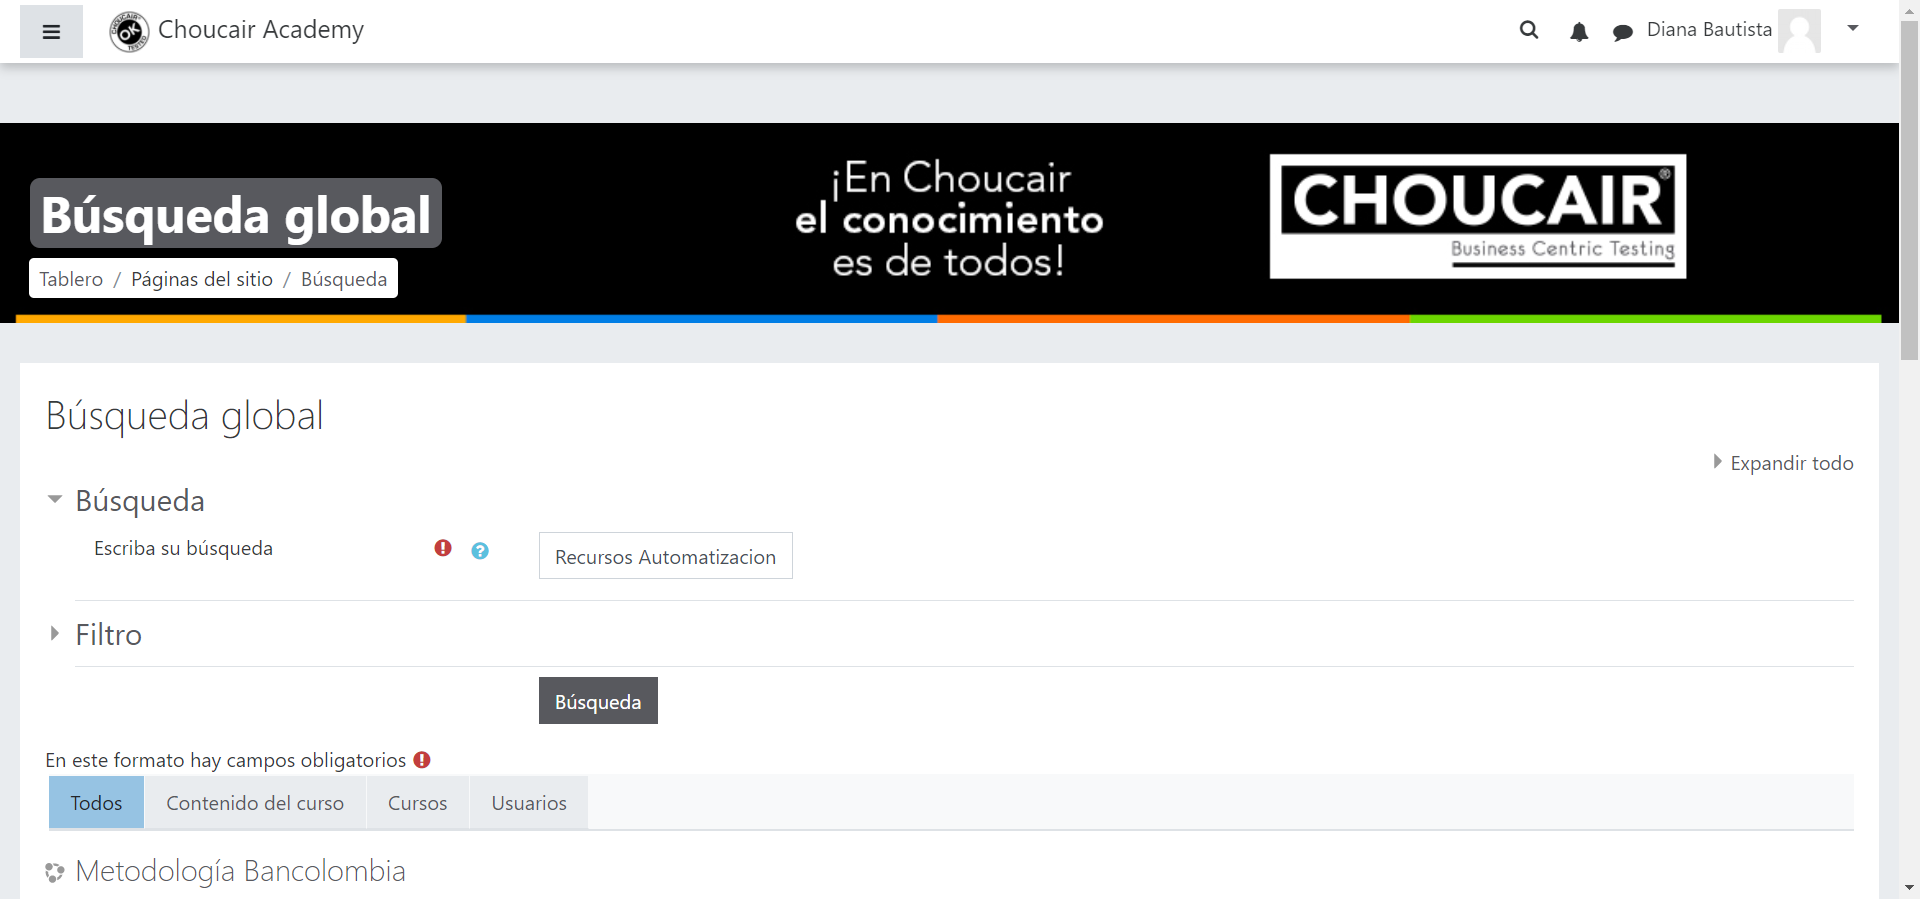 Choucair Academy
Diana Bautista
Búsqueda global
Tablero / Páginas del sitio / Búsqueda
¡En Choucair
el conocimiento
es de todos!
CHOUCAIR®
Business Centric Testing
Búsqueda global
Expandir todo
Búsqueda
Escriba su búsqueda
Recursos Automatizacion
Filtro
Búsqueda
En este formato hay campos obligatorios
Todos
Contenido del curso
Cursos
Usuarios
Metodología Bancolombia